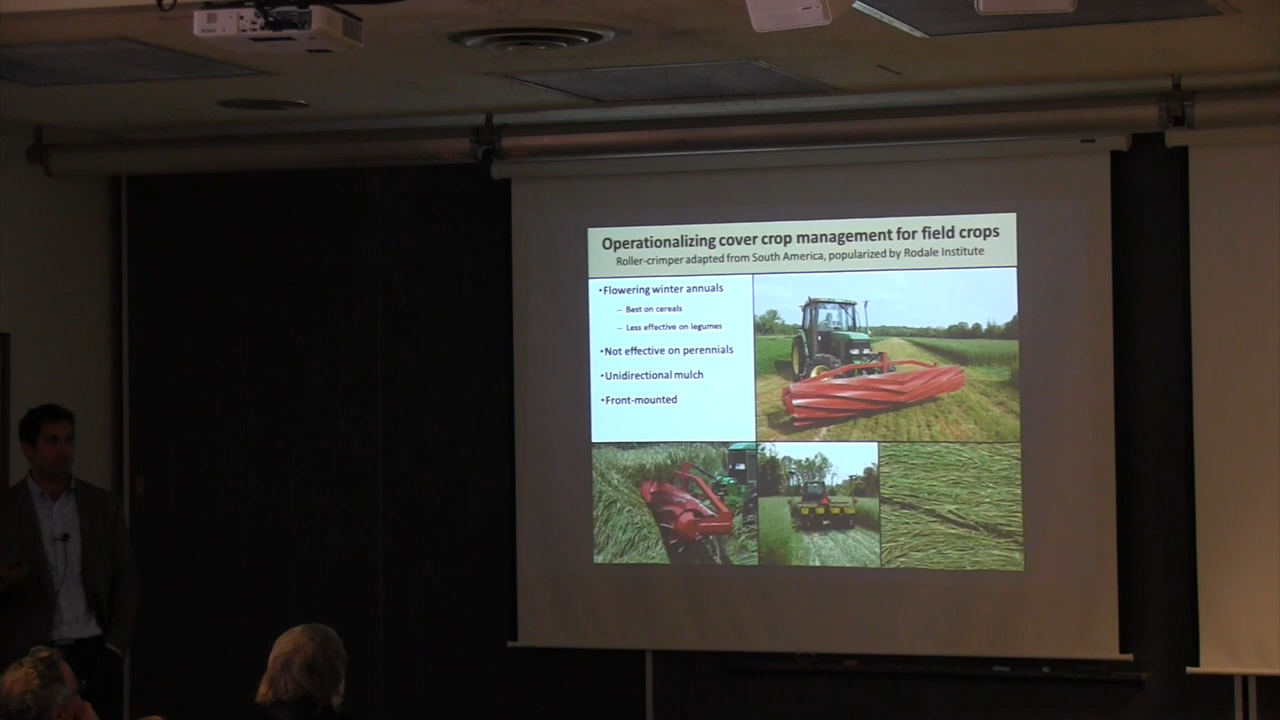 Operationalizing cover crop management for field crops
Roller-crimper adapted from South America, popularized by Rodale Institute
•Flowering winter annuals
– Best on cereals
– Less effective on legumes
•Not effective on perennials
•Unidirectional mulch
•Front-mounted